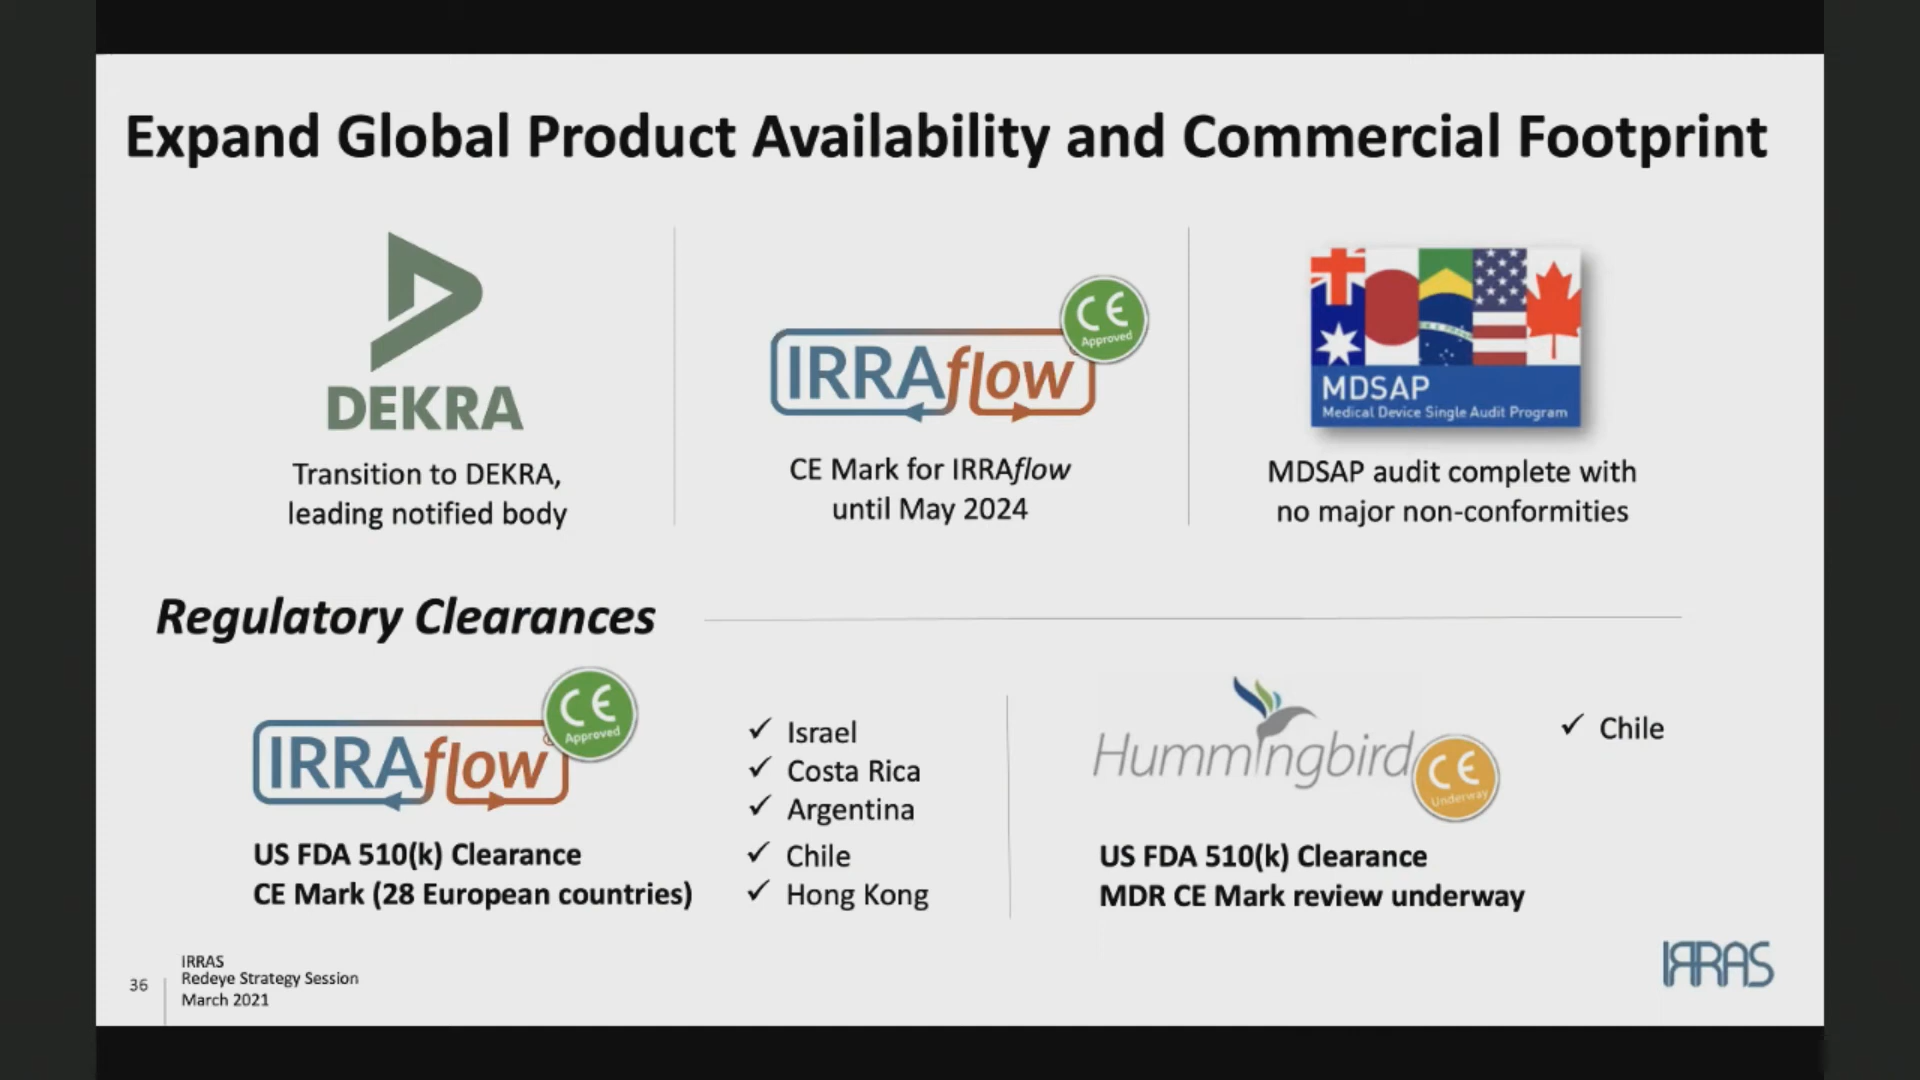 Expand Global Product Availability and Commercial Footprint
DEKRA
Transition to DEKRA,
leading notified body
CE
Approved
IRRAflow
CE Mark for IRRAflow
until May 2024
MDSAP
Medical Device Single Audit Program
MDSAP audit complete with
no major non-conformities
Regulatory Clearances
CE
Approved
IRRAflow
US FDA 510(k) Clearance
CE Mark (28 European countries)
✓ Israel
✓ Costa Rica
✓ Argentina
✓ Chile
✓ Hong Kong
Hummingbird
CE
Underway
US FDA 510(k) Clearance
MDR CE Mark review underway
✓ Chile
36
IRRAS
Redeye Strategy Session
March 2021
IRRAS